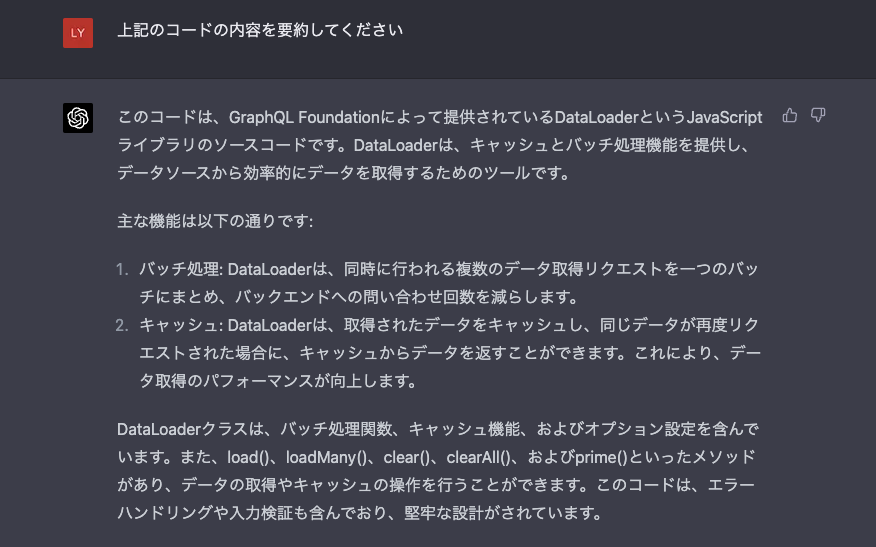 LY
上記のコードの内容を要約してください
このコードは、GraphQL Foundationによって提供されているDataLoaderというJavaScript
ライブラリのソースコードです。DataLoaderは、キャッシュとバッチ処理機能を提供し、
データソースから効率的にデータを取得するためのツールです。
主な機能は以下の通りです:
1. バッチ処理: DataLoaderは、同時に行われる複数のデータ取得リクエストを一つのバッ
チにまとめ、バックエンドへの問い合わせ回数を減らします。
2. キャッシュ: DataLoaderは、取得されたデータをキャッシュし、同じデータが再度リク
エストされた場合に、キャッシュからデータを返すことができます。これにより、デー
タ取得のパフォーマンスが向上します。
DataLoaderクラスは、バッチ処理関数、キャッシュ機能、およびオプション設定を含んで
います。また、load()、loadMany()、clear()、clearAll()、およびprime()といったメソッド
があり、データの取得やキャッシュの操作を行うことができます。このコードは、エラー
ハンドリングや入力検証も含んでおり、堅牢な設計がされています。